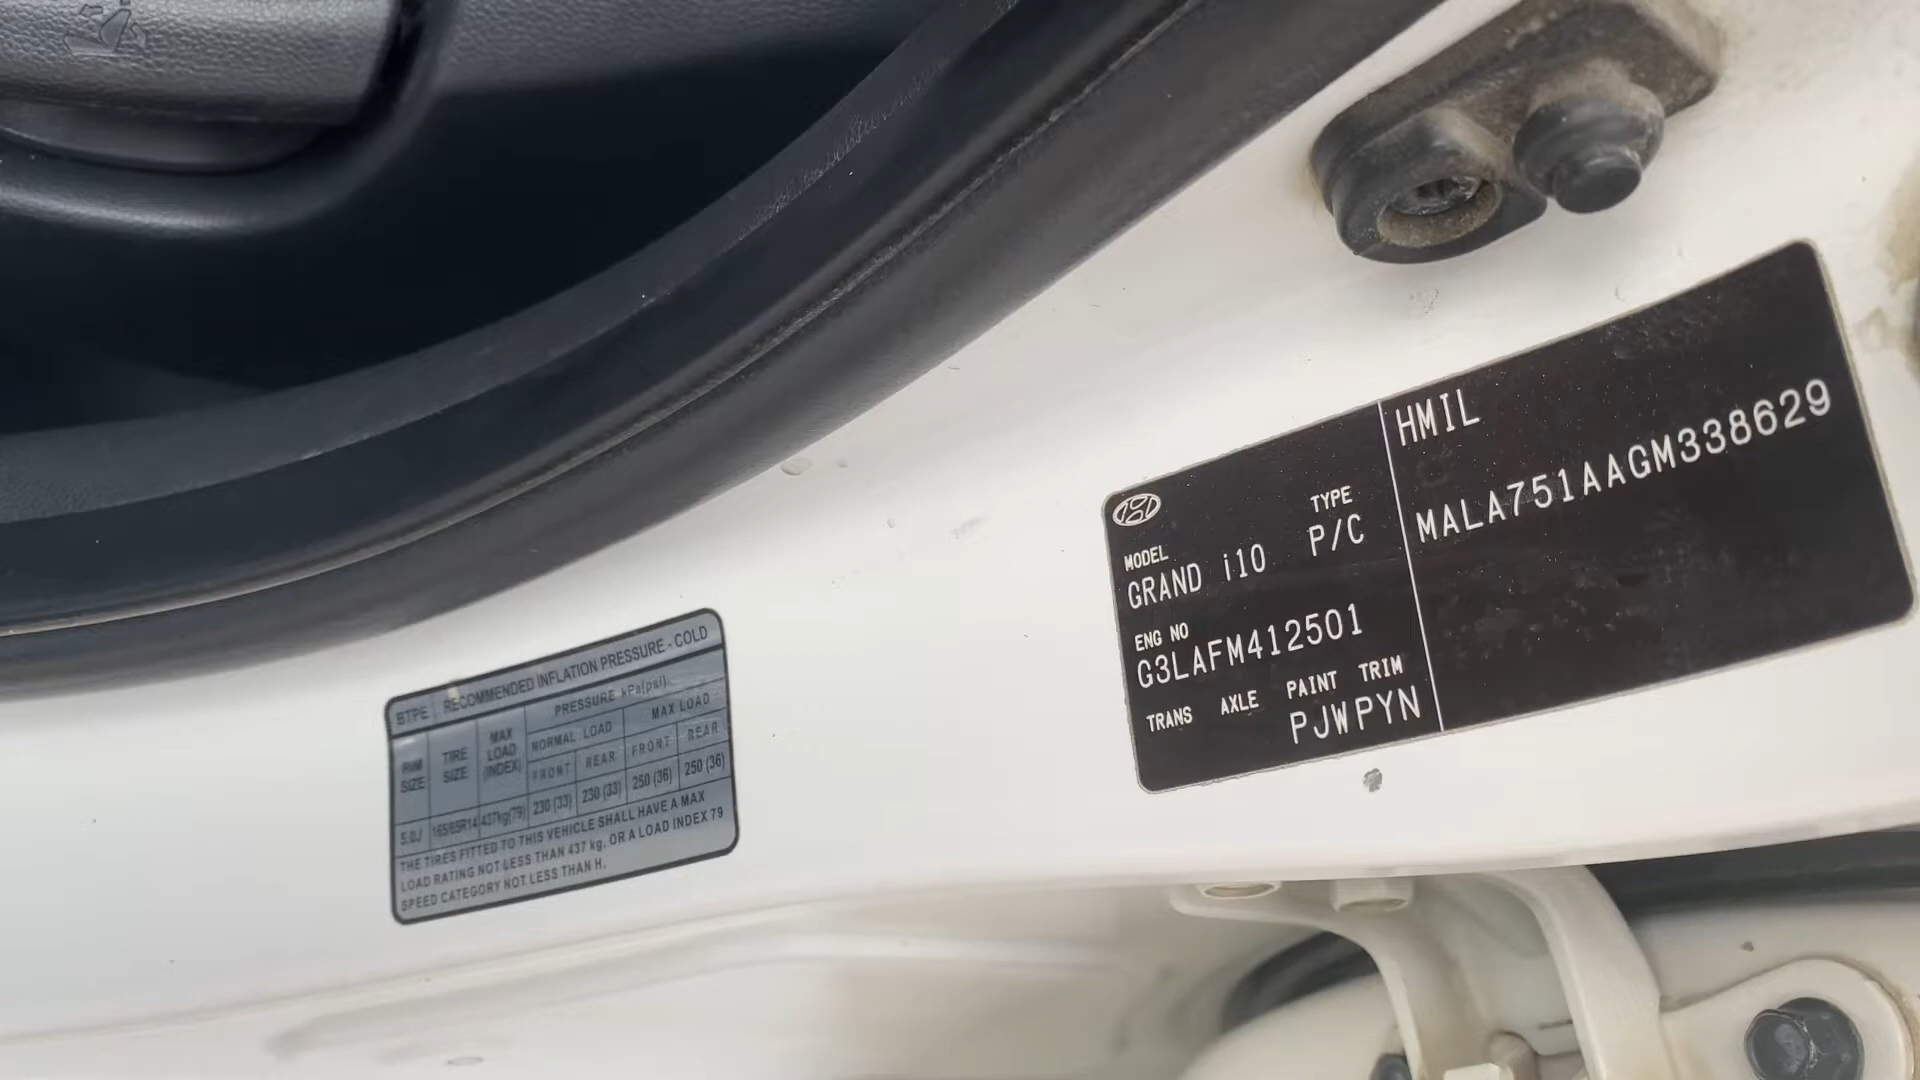 BTPE RECOMMENDED INFLATION PRESSURE - COLD
RIM SIZE TIRE SIZE MAX LOAD (INDEX) PRESSURE kPa(psi)
NORMAL LOAD MAX LOAD
FRONT REAR FRONT REAR
5.0J 165/65R14 437kg(79) 230 (33) 230 (33) 250 (36) 250 (36)
THE TIRES FITTED TO THIS VEHICLE SHALL HAVE A MAX
LOAD RATING NOT LESS THAN 437 kg, OR A LOAD INDEX 79
SPEED CATEGORY NOT LESS THAN H.
MODEL TYPE
GRAND i10 P/C
ENG NO
G3LAFM412501
TRANS AXLE PAINT TRIM
PJWPYN
HMIL
MALA751AAGM338629